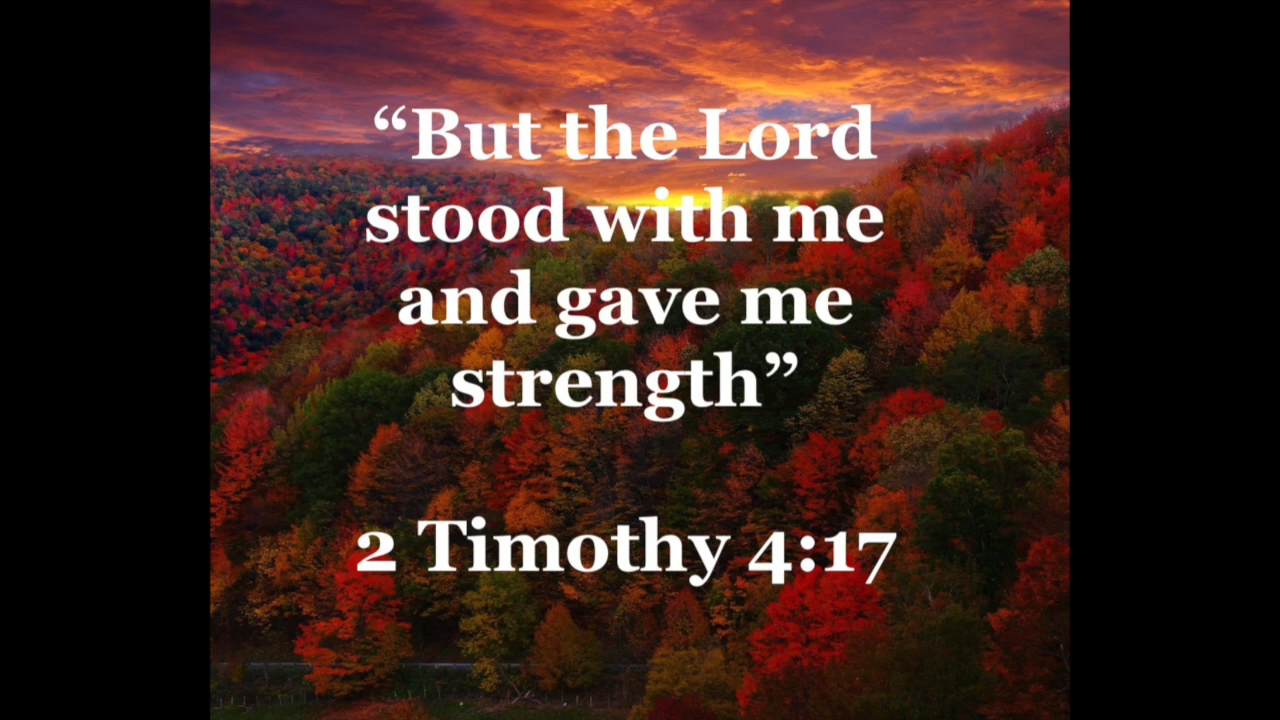 “But the Lord
stood with me
and gave me
strength”
2 Timothy 4:17